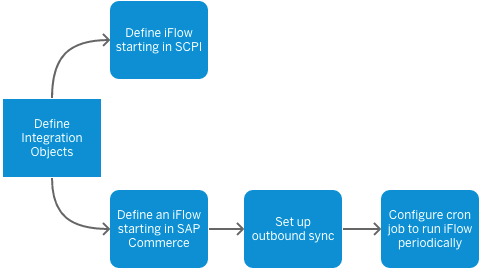 Define iFlow
starting in SCPI
Define
Integration
Objects
Define an iFlow
starting in SAP
Commerce
Set up
outbound sync
Configure cron
job to run iFlow
periodically